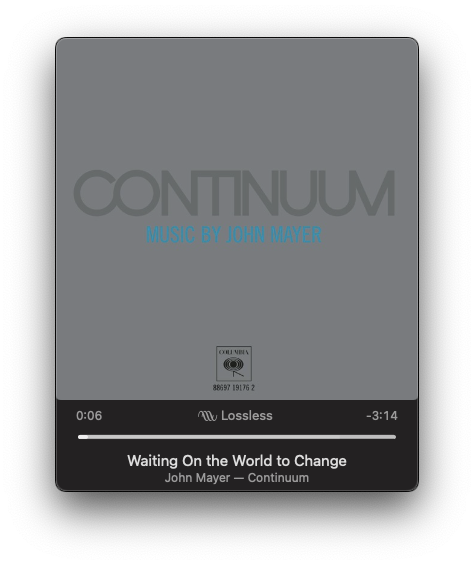 CONTINUUM
MUSIC BY JOHN MAYER
COLUMBIA
88697 19176 2
0:06 Lossless -3:14
Waiting On the World to Change
John Mayer — Continuum